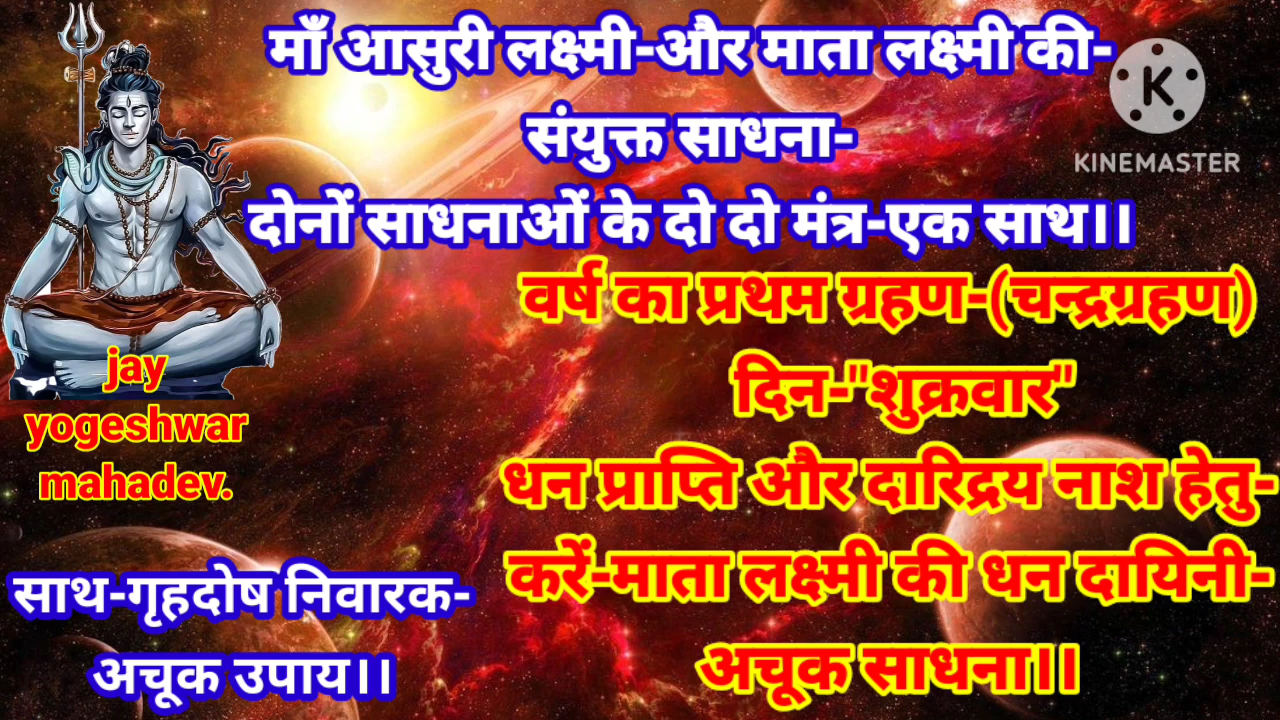 माँ आसुरी लक्ष्मी-और माता लक्ष्मी की-
संयुक्त साधना-
दोनों साधनाओं के दो दो मंत्र-एक साथ।।
K
KINEMASTER
वर्ष का प्रथम ग्रहण-(चन्द्रग्रहण)
दिन-"शुक्रवार"
धन प्राप्ति और दारिद्रय नाश हेतु-
करें-माता लक्ष्मी की धन दायिनी-
अचूक साधना।।
jay
yogeshwar
mahadev.
साथ-गृहदोष निवारक-
अचूक उपाय।।